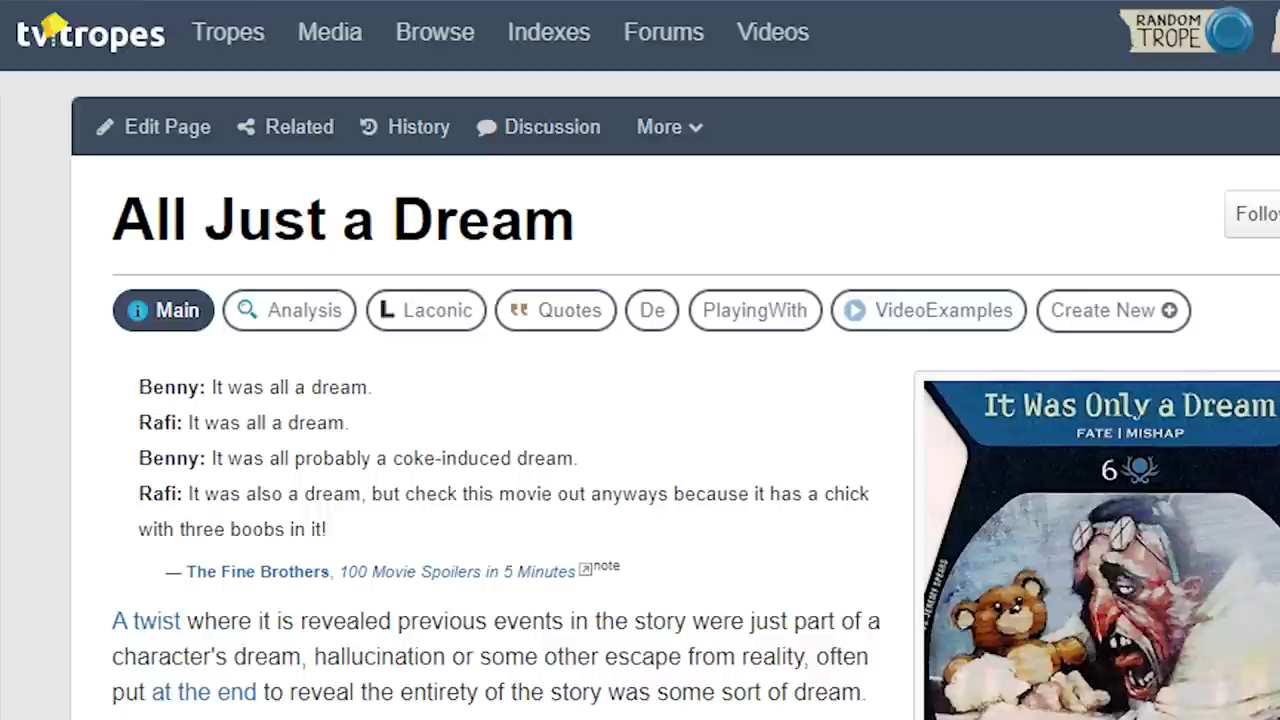 tvtropes Tropes Media Browse Indexes Forums Videos RANDOM TROPE
Edit Page Related History Discussion More
All Just a Dream
Follo
Main Analysis Laconic Quotes De PlayingWith VideoExamples Create New
Benny: It was all a dream.
Rafi: It was all a dream.
Benny: It was all probably a coke-induced dream.
Rafi: It was also a dream, but check this movie out anyways because it has a chick
with three boobs in it!
— The Fine Brothers, 100 Movie Spoilers in 5 Minutes note
A twist where it is revealed previous events in the story were just part of a
character's dream, hallucination or some other escape from reality, often
put at the end to reveal the entirety of the story was some sort of dream.
It Was Only a Dream
FATE | MISHAP
6
JEREMY SPEARS